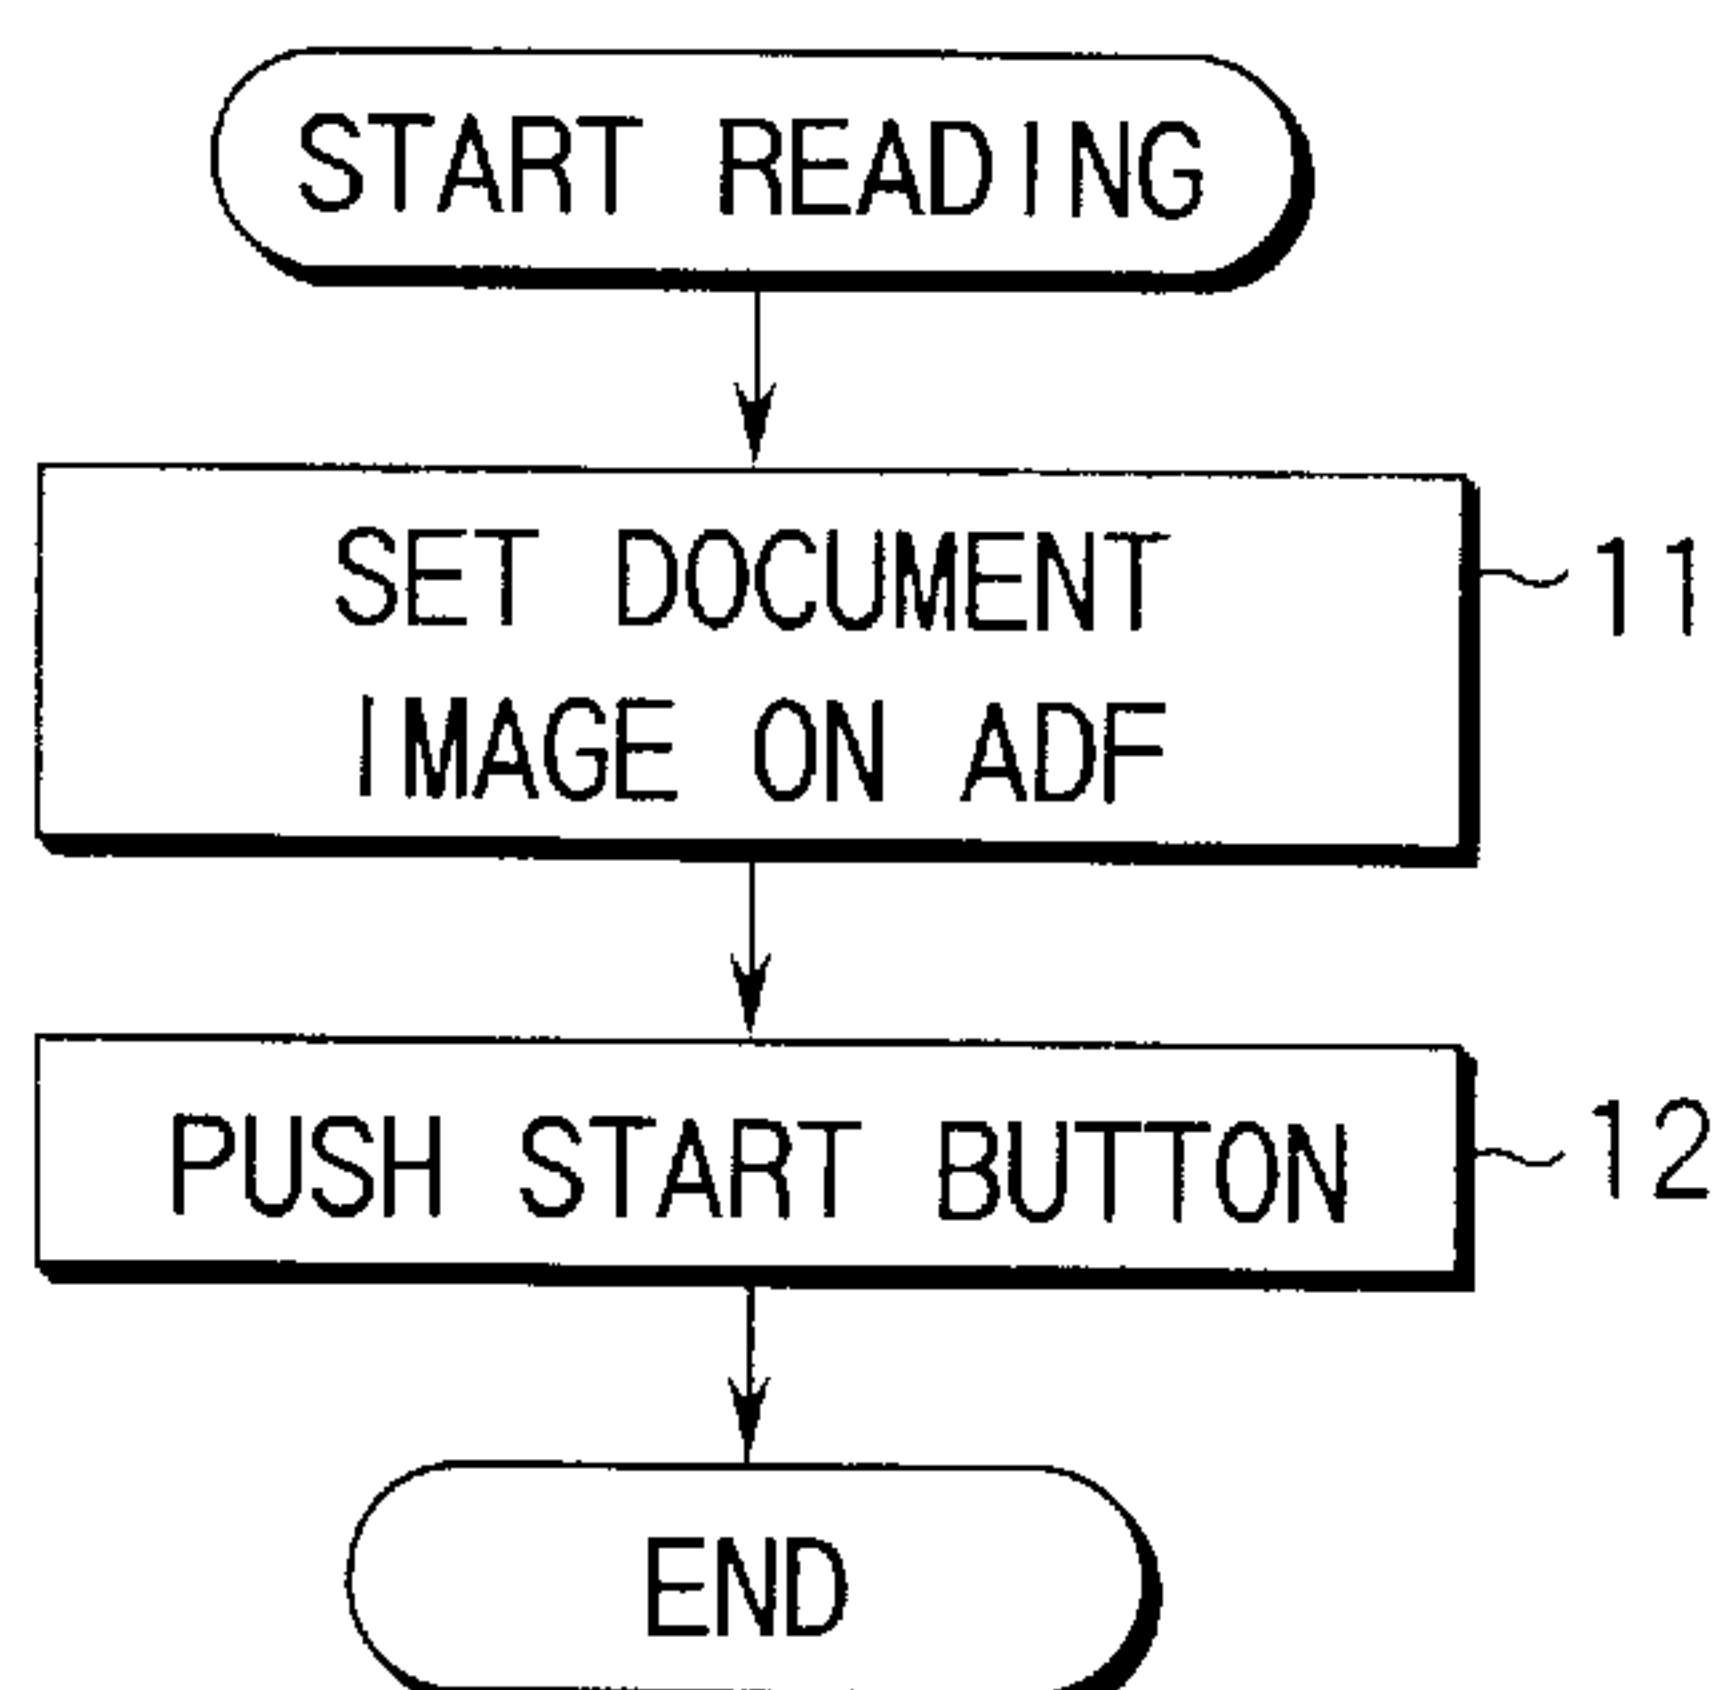 START READING
SET DOCUMENT
IMAGE ON ADF
11
PUSH START BUTTON
12
END